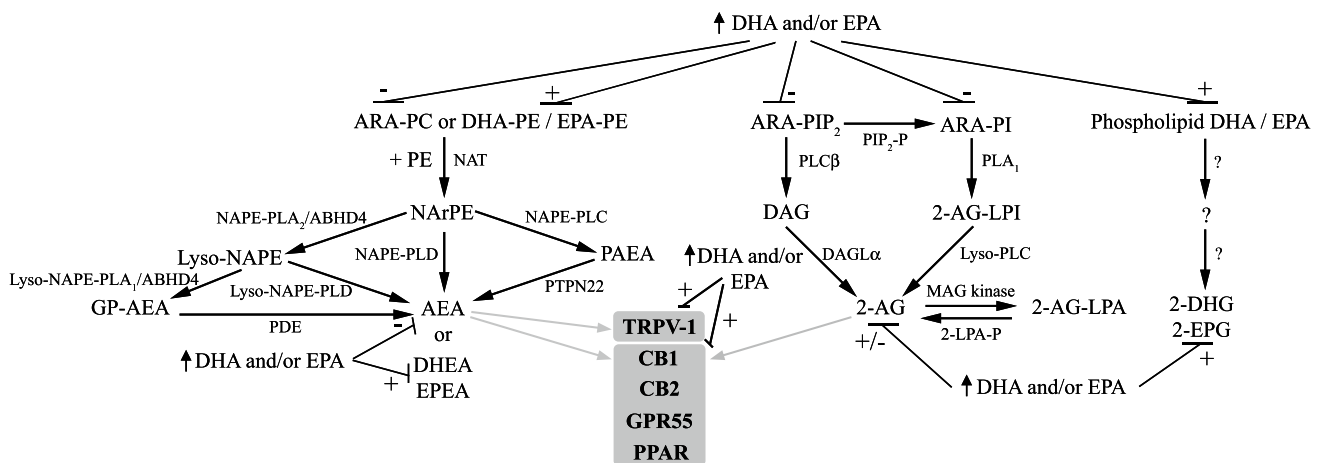 ↑ DHA and/or EPA
- + - - +
ARA-PC or DHA-PE / EPA-PE
ARA-PIP₂
PIP₂-P
ARA-PI
Phospholipid DHA / EPA
+ PE
NAT
PLCβ
PLA₁
?
NAPE-PLA₂/ABHD4
NArPE
NAPE-PLC
DAG
2-AG-LPI
?
Lyso-NAPE
NAPE-PLD
PAEA
↑DHA and/or
EPA
DAGLα
Lyso-PLC
?
Lyso-NAPE-PLA₁/ABHD4
Lyso-NAPE-PLD
PTPN22
GP-AEA
PDE
AEA
or
+
TRPV-1
+
2-AG
MAG kinase
2-LPA-P
2-AG-LPA
2-DHG
2-EPG
-
↑DHA and/or EPA
+
DHEA
EPEA
CB1
CB2
GPR55
PPAR
+/-
↑DHA and/or EPA
+